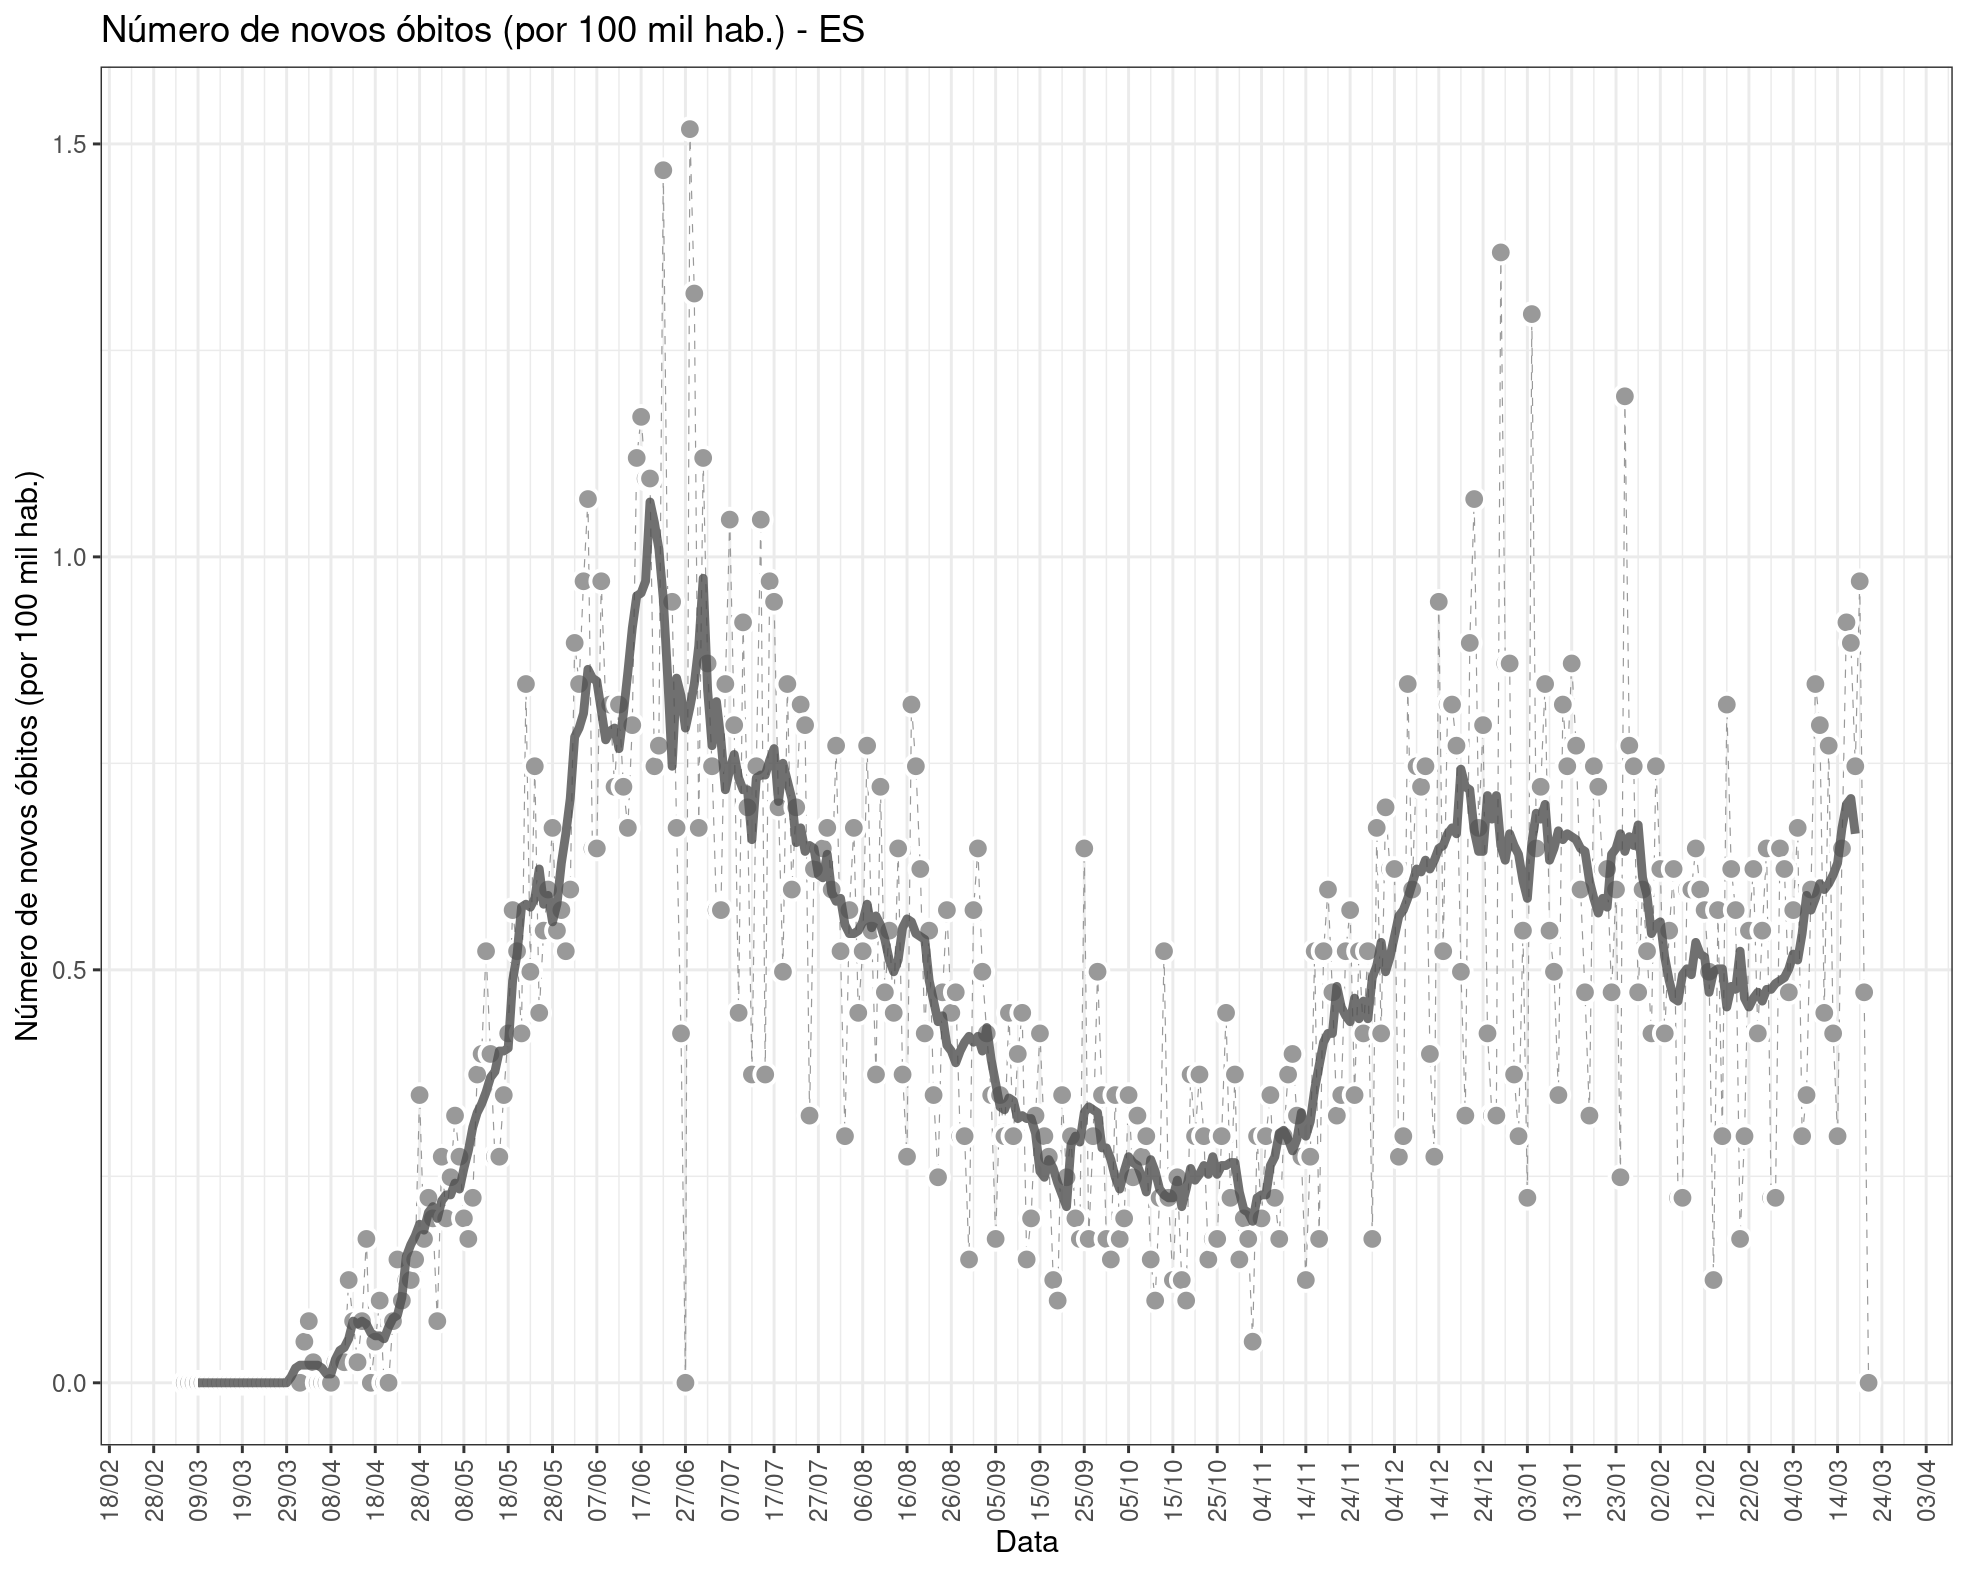 Número de novos óbitos (por 100 mil hab.) - ES
Número de novos óbitos (por 100 mil hab.)
1.5
1.0
0.5
0.0
18/02 28/02 09/03 19/03 29/03 08/04 18/04 28/04 08/05 18/05 28/05 07/06 17/06 27/06 07/07 17/07 27/07 06/08 16/08 26/08 05/09 15/09 25/09 05/10 15/10 25/10 04/11 14/11 24/11 04/12 14/12 24/12 03/01 13/01 23/01 02/02 12/02 22/02 04/03 14/03 24/03 03/04
Data